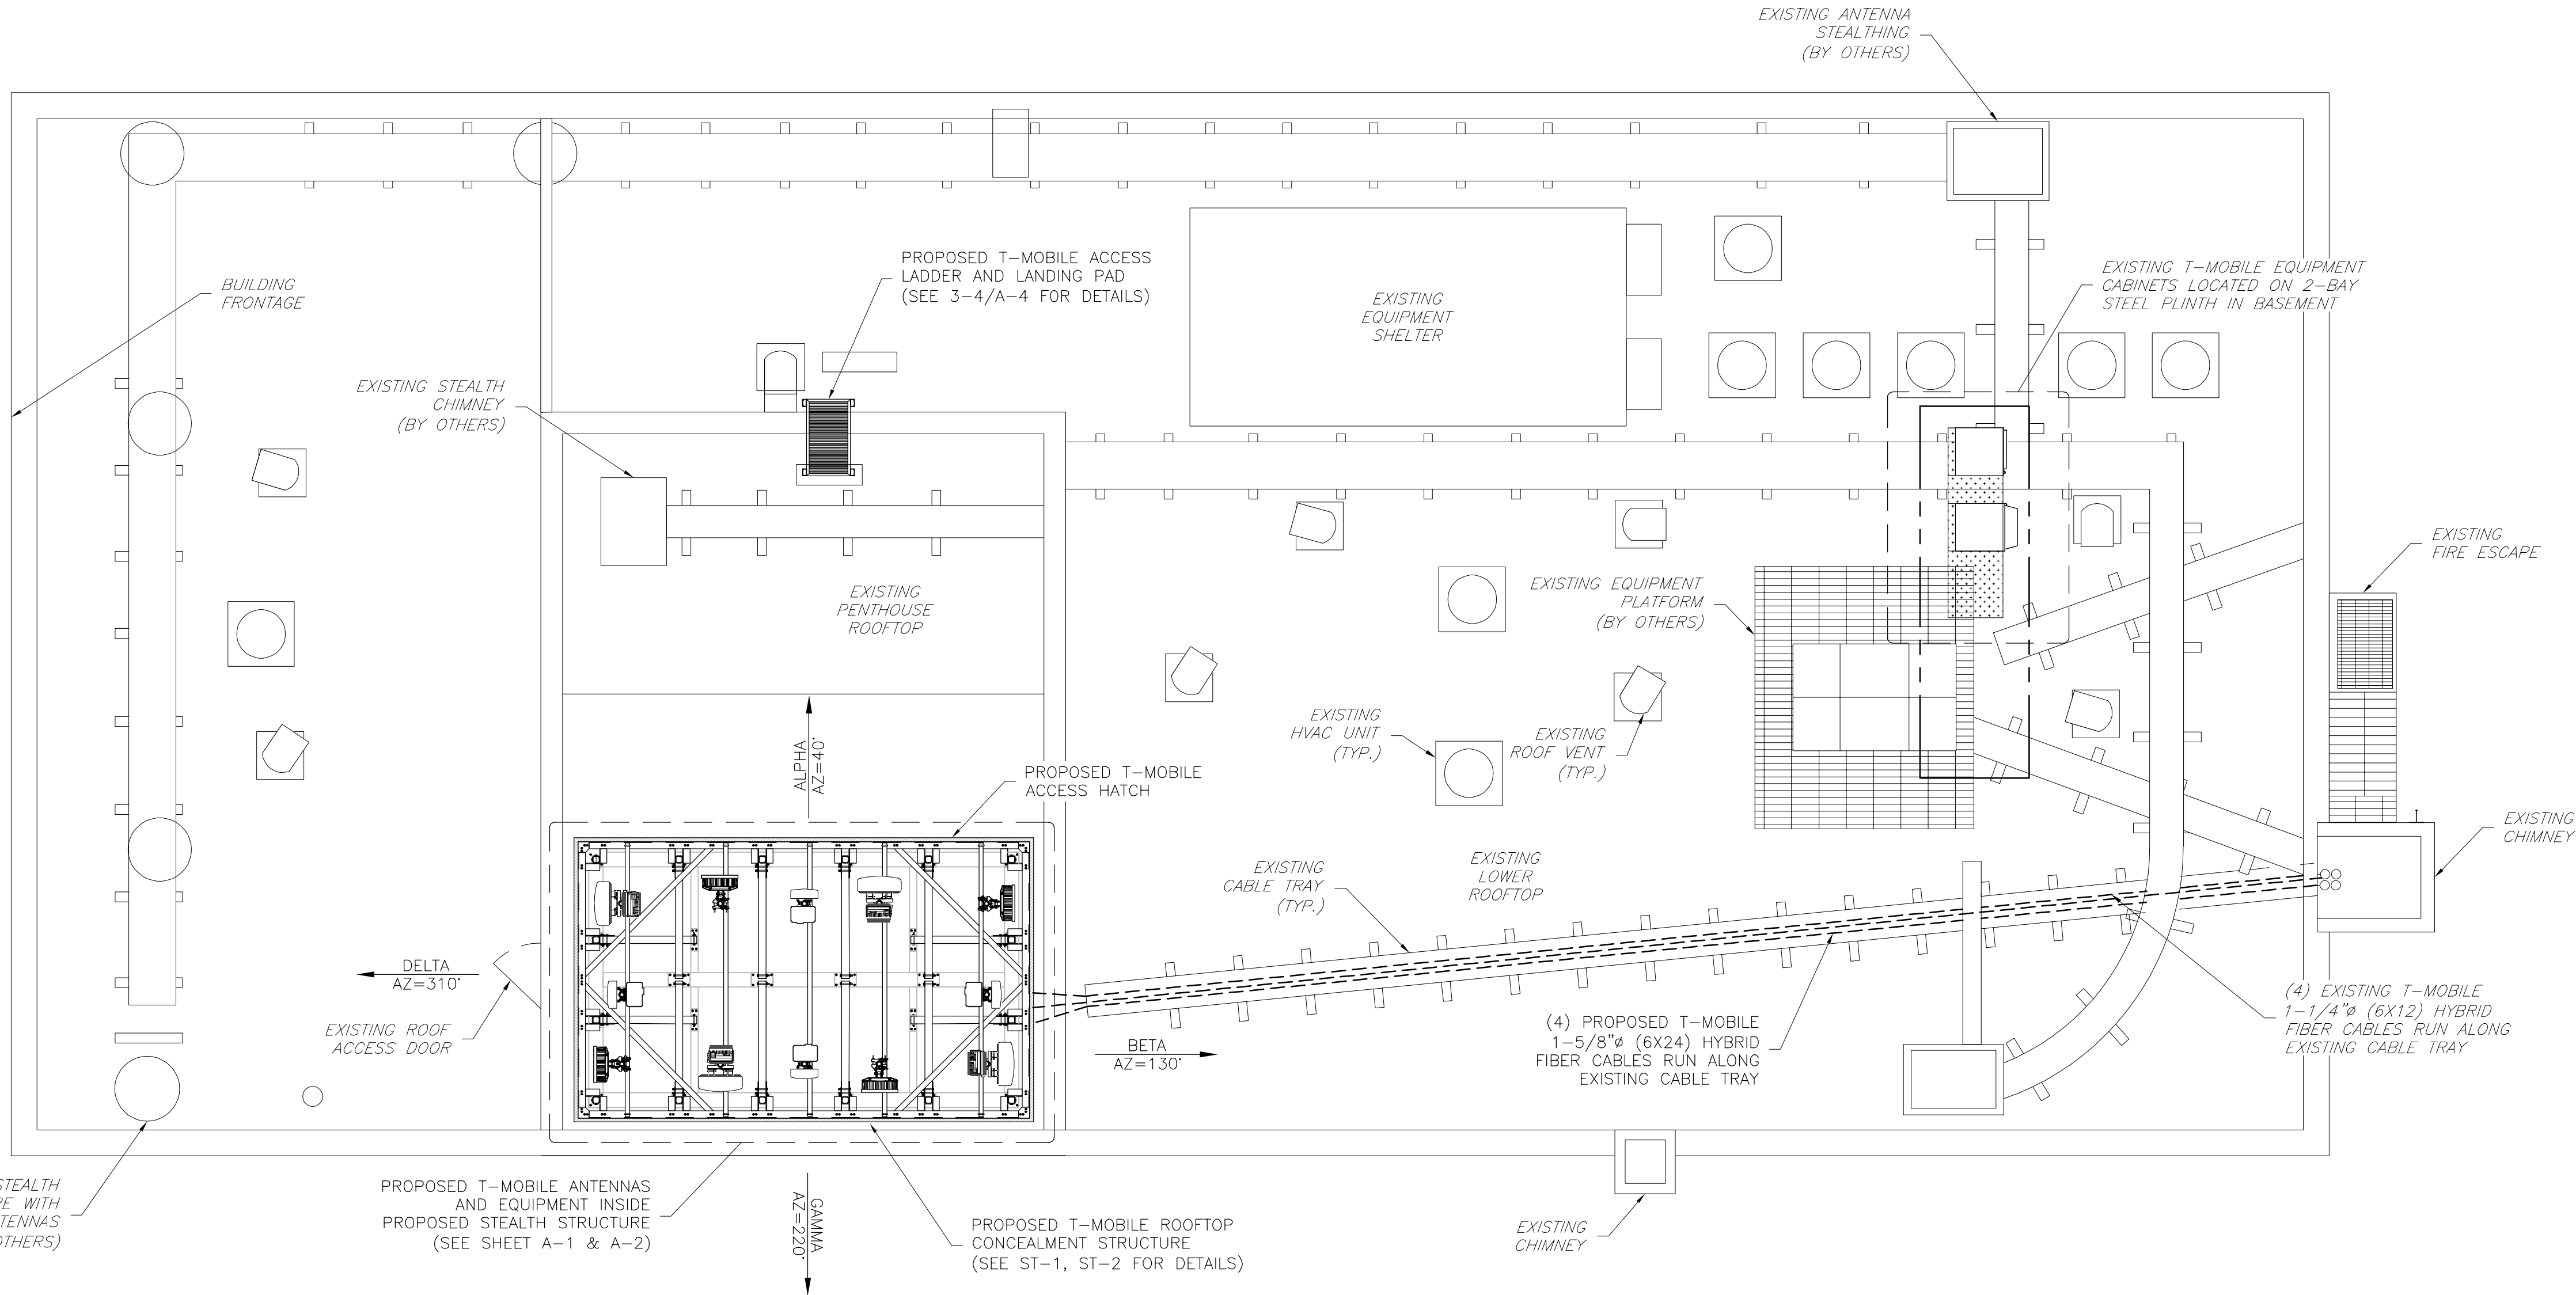 EXISTING ANTENNA
STEALTHING
(BY OTHERS)
BUILDING
FRONTAGE
PROPOSED T-MOBILE ACCESS
LADDER AND LANDING PAD
(SEE 3-4/A-4 FOR DETAILS)
EXISTING
EQUIPMENT
SHELTER
EXISTING T-MOBILE EQUIPMENT
CABINETS LOCATED ON 2-BAY
STEEL PLINTH IN BASEMENT
EXISTING STEALTH
CHIMNEY
(BY OTHERS)
EXISTING
PENTHOUSE
ROOFTOP
EXISTING EQUIPMENT
PLATFORM
(BY OTHERS)
EXISTING
FIRE ESCAPE
EXISTING
HVAC UNIT
(TYP.)
EXISTING
ROOF VENT
(TYP.)
ALPHA
AZ=40°
PROPOSED T-MOBILE
ACCESS HATCH
EXISTING
CHIMNEY
EXISTING
CABLE TRAY
(TYP.)
EXISTING
LOWER
ROOFTOP
DELTA
AZ=310°
EXISTING ROOF
ACCESS DOOR
BETA
AZ=130°
(4) PROPOSED T-MOBILE
1-5/8"ø (6X24) HYBRID
FIBER CABLES RUN ALONG
EXISTING CABLE TRAY
(4) EXISTING T-MOBILE
1-1/4"ø (6X12) HYBRID
FIBER CABLES RUN ALONG
EXISTING CABLE TRAY
STEALTH
WITH
OTHERS)
PROPOSED T-MOBILE ANTENNAS
AND EQUIPMENT INSIDE
PROPOSED STEALTH STRUCTURE
(SEE SHEET A-1 & A-2)
GAMMA
AZ=220°
PROPOSED T-MOBILE ROOFTOP
CONCEALMENT STRUCTURE
(SEE ST-1, ST-2 FOR DETAILS)
EXISTING
CHIMNEY